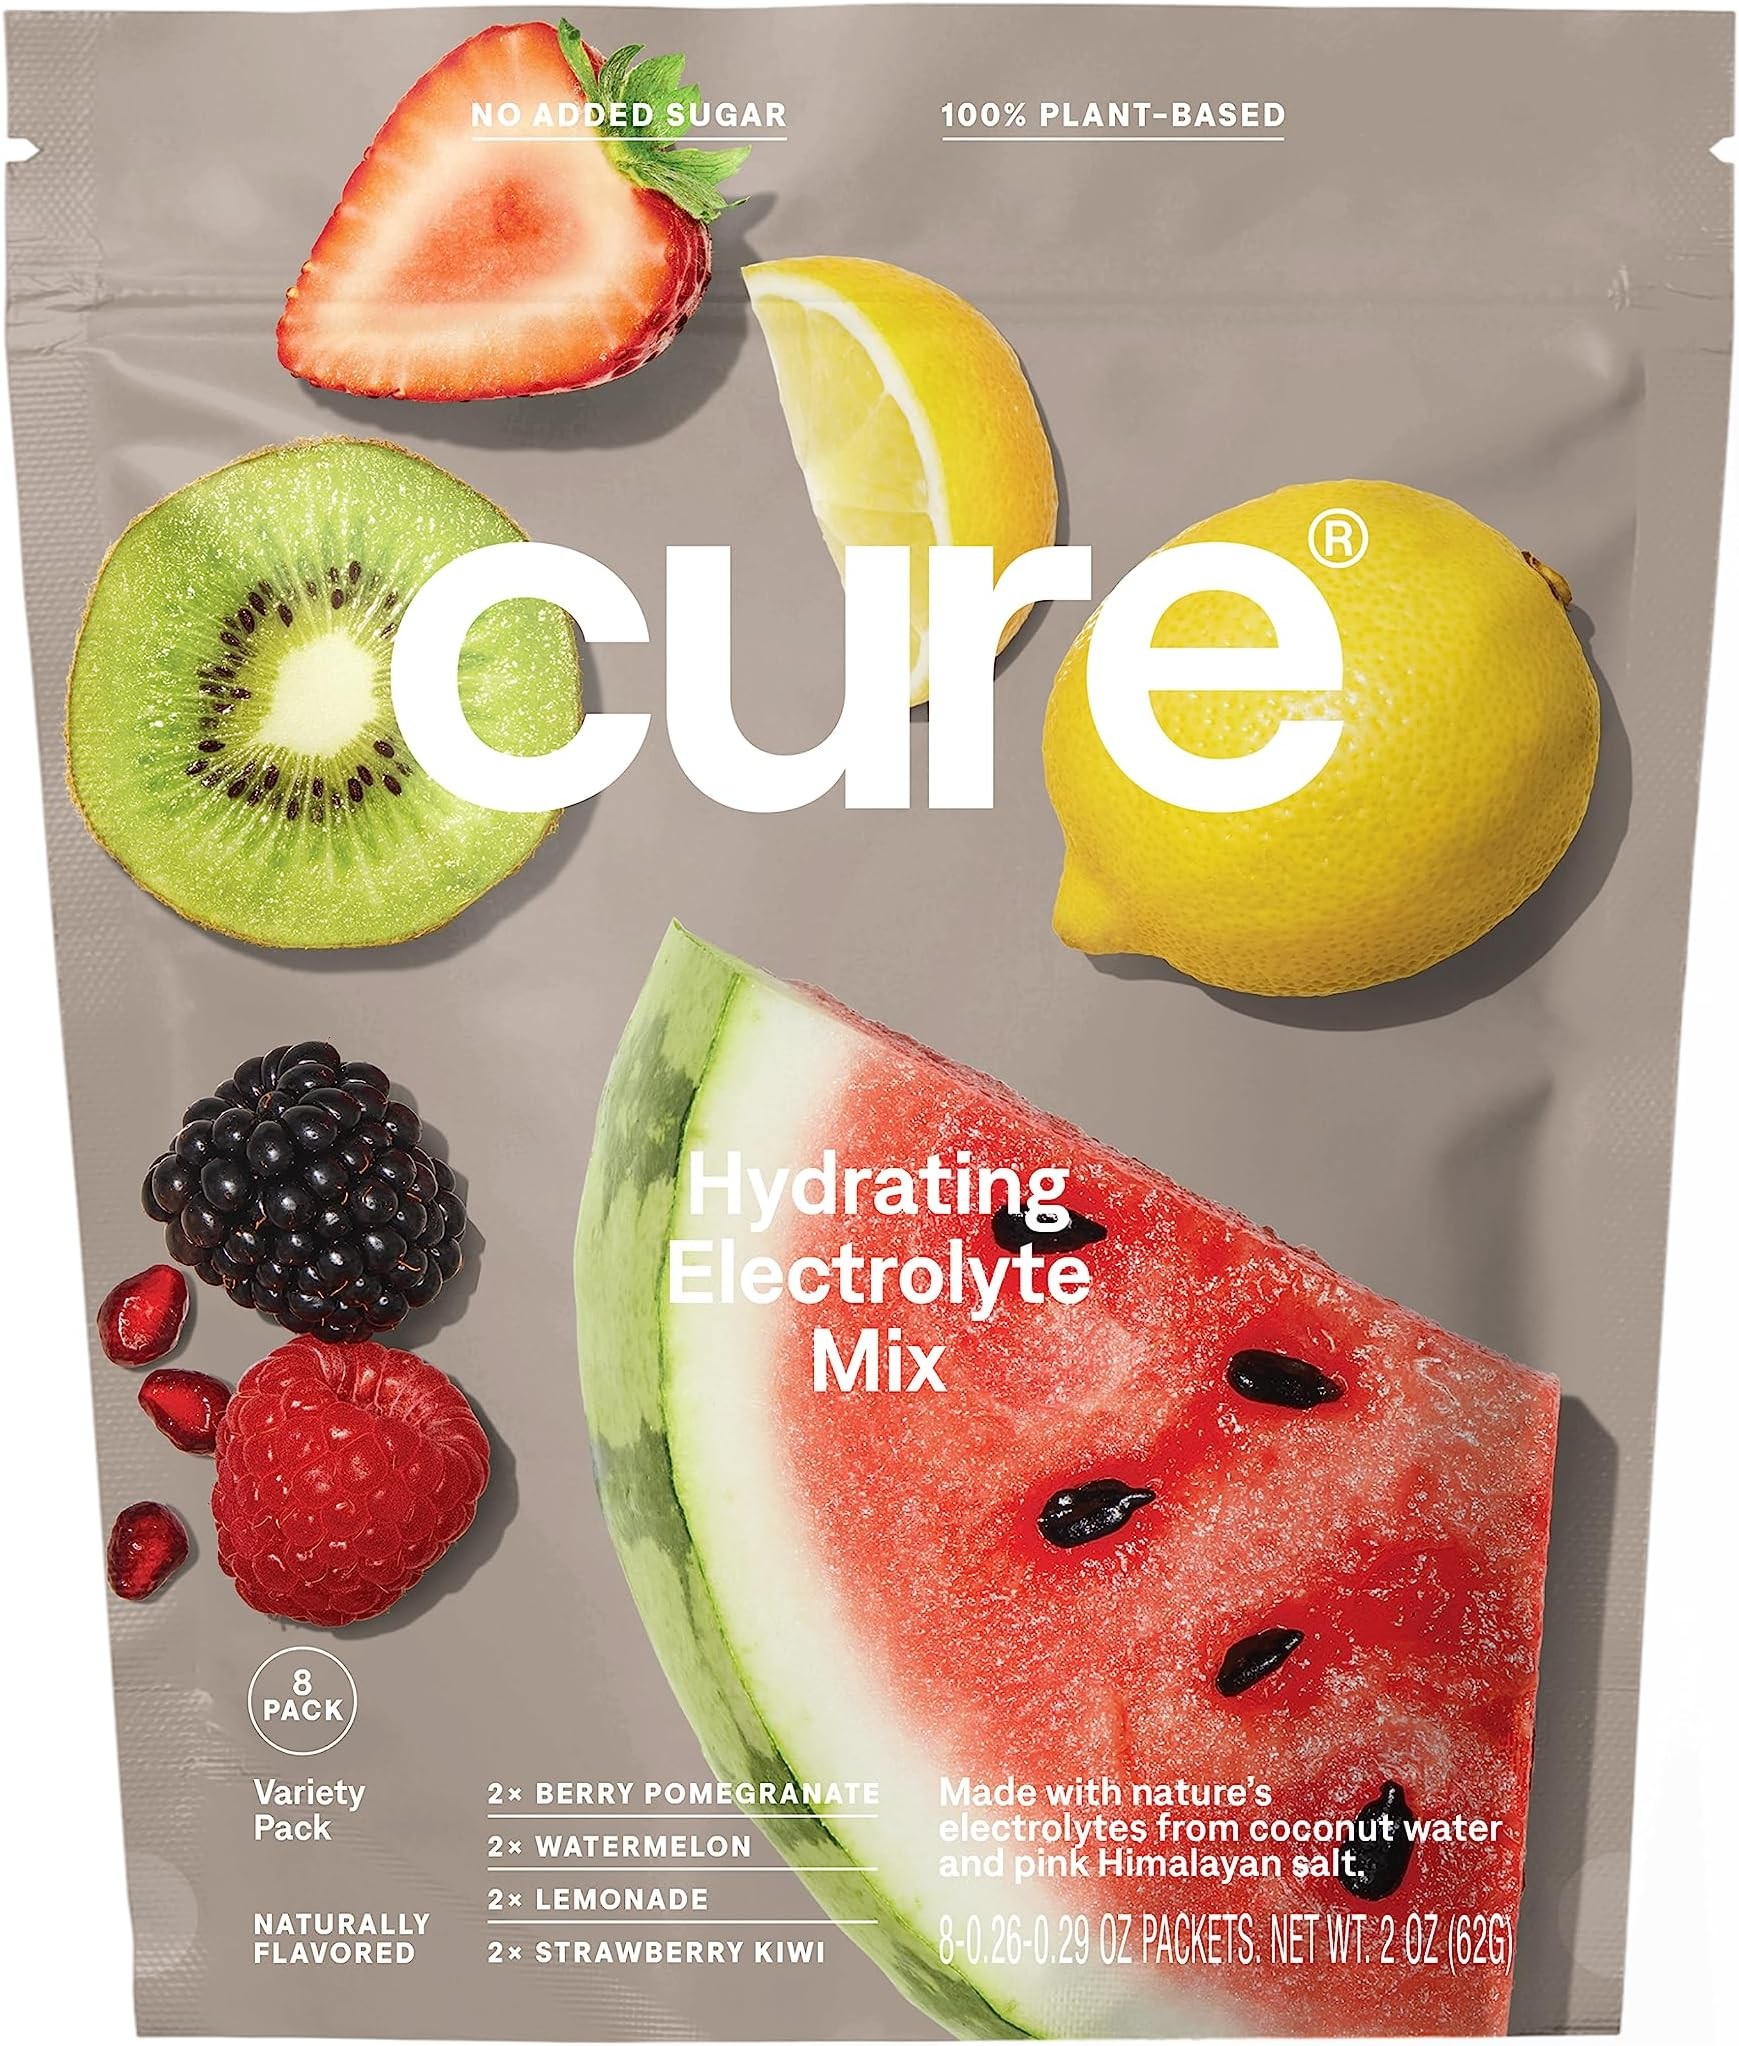 NO ADDED SUGAR
100% PLANT-BASED
cure®
Hydrating
Electrolyte
Mix
8
PACK
Variety
Pack
NATURALLY
FLAVORED
2× BERRY POMEGRANATE
2× WATERMELON
2× LEMONADE
2× STRAWBERRY KIWI
Made with nature's
electrolytes from coconut water
and pink Himalayan salt.
8-0.26-0.29 OZ PACKETS. NET WT. 2 OZ (62G)